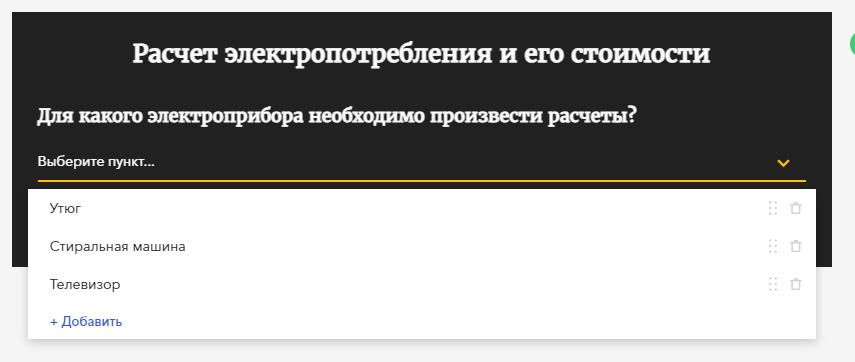 Расчет электропотребления и его стоимости
Для какого электроприбора необходимо произвести расчеты?
Выберите пункт...
Утюг
Стиральная машина
Телевизор
+ Добавить